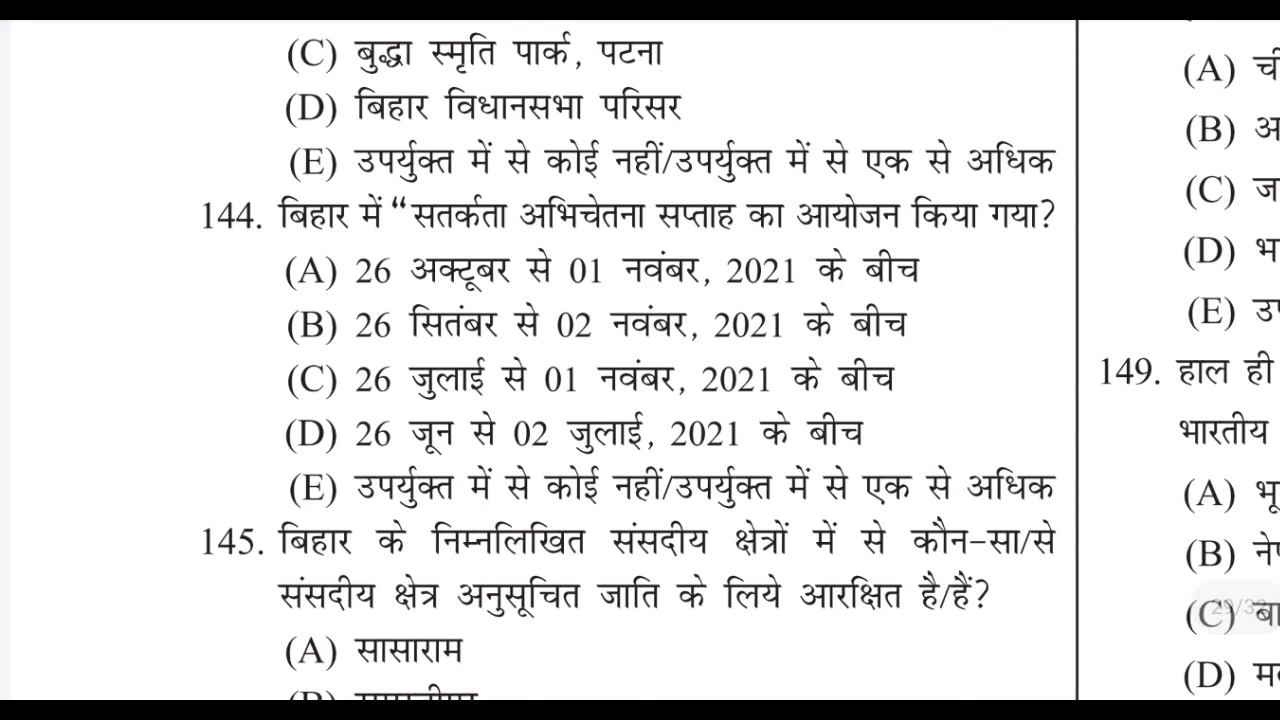 (C) बुद्धा स्मृति पार्क, पटना
(D) बिहार विधानसभा परिसर
(E) उपर्युक्त में से कोई नहीं/उपर्युक्त में से एक से अधिक
144. बिहार में “सतर्कता अभिचेतना सप्ताह का आयोजन किया गया?
(A) 26 अक्टूबर से 01 नवंबर, 2021 के बीच
(B) 26 सितंबर से 02 नवंबर, 2021 के बीच
(C) 26 जुलाई से 01 नवंबर, 2021 के बीच
(D) 26 जून से 02 जुलाई, 2021 के बीच
(E) उपर्युक्त में से कोई नहीं/उपर्युक्त में से एक से अधिक
145. बिहार के निम्नलिखित संसदीय क्षेत्रों में से कौन-सा/से
संसदीय क्षेत्र अनुसूचित जाति के लिये आरक्षित है/हैं?
(A) सासाराम
(A)
(B)
(C)
(D)
(E)
149. हाल ही
भारतीय
(A)
(B)
(C)
29/32
(D)